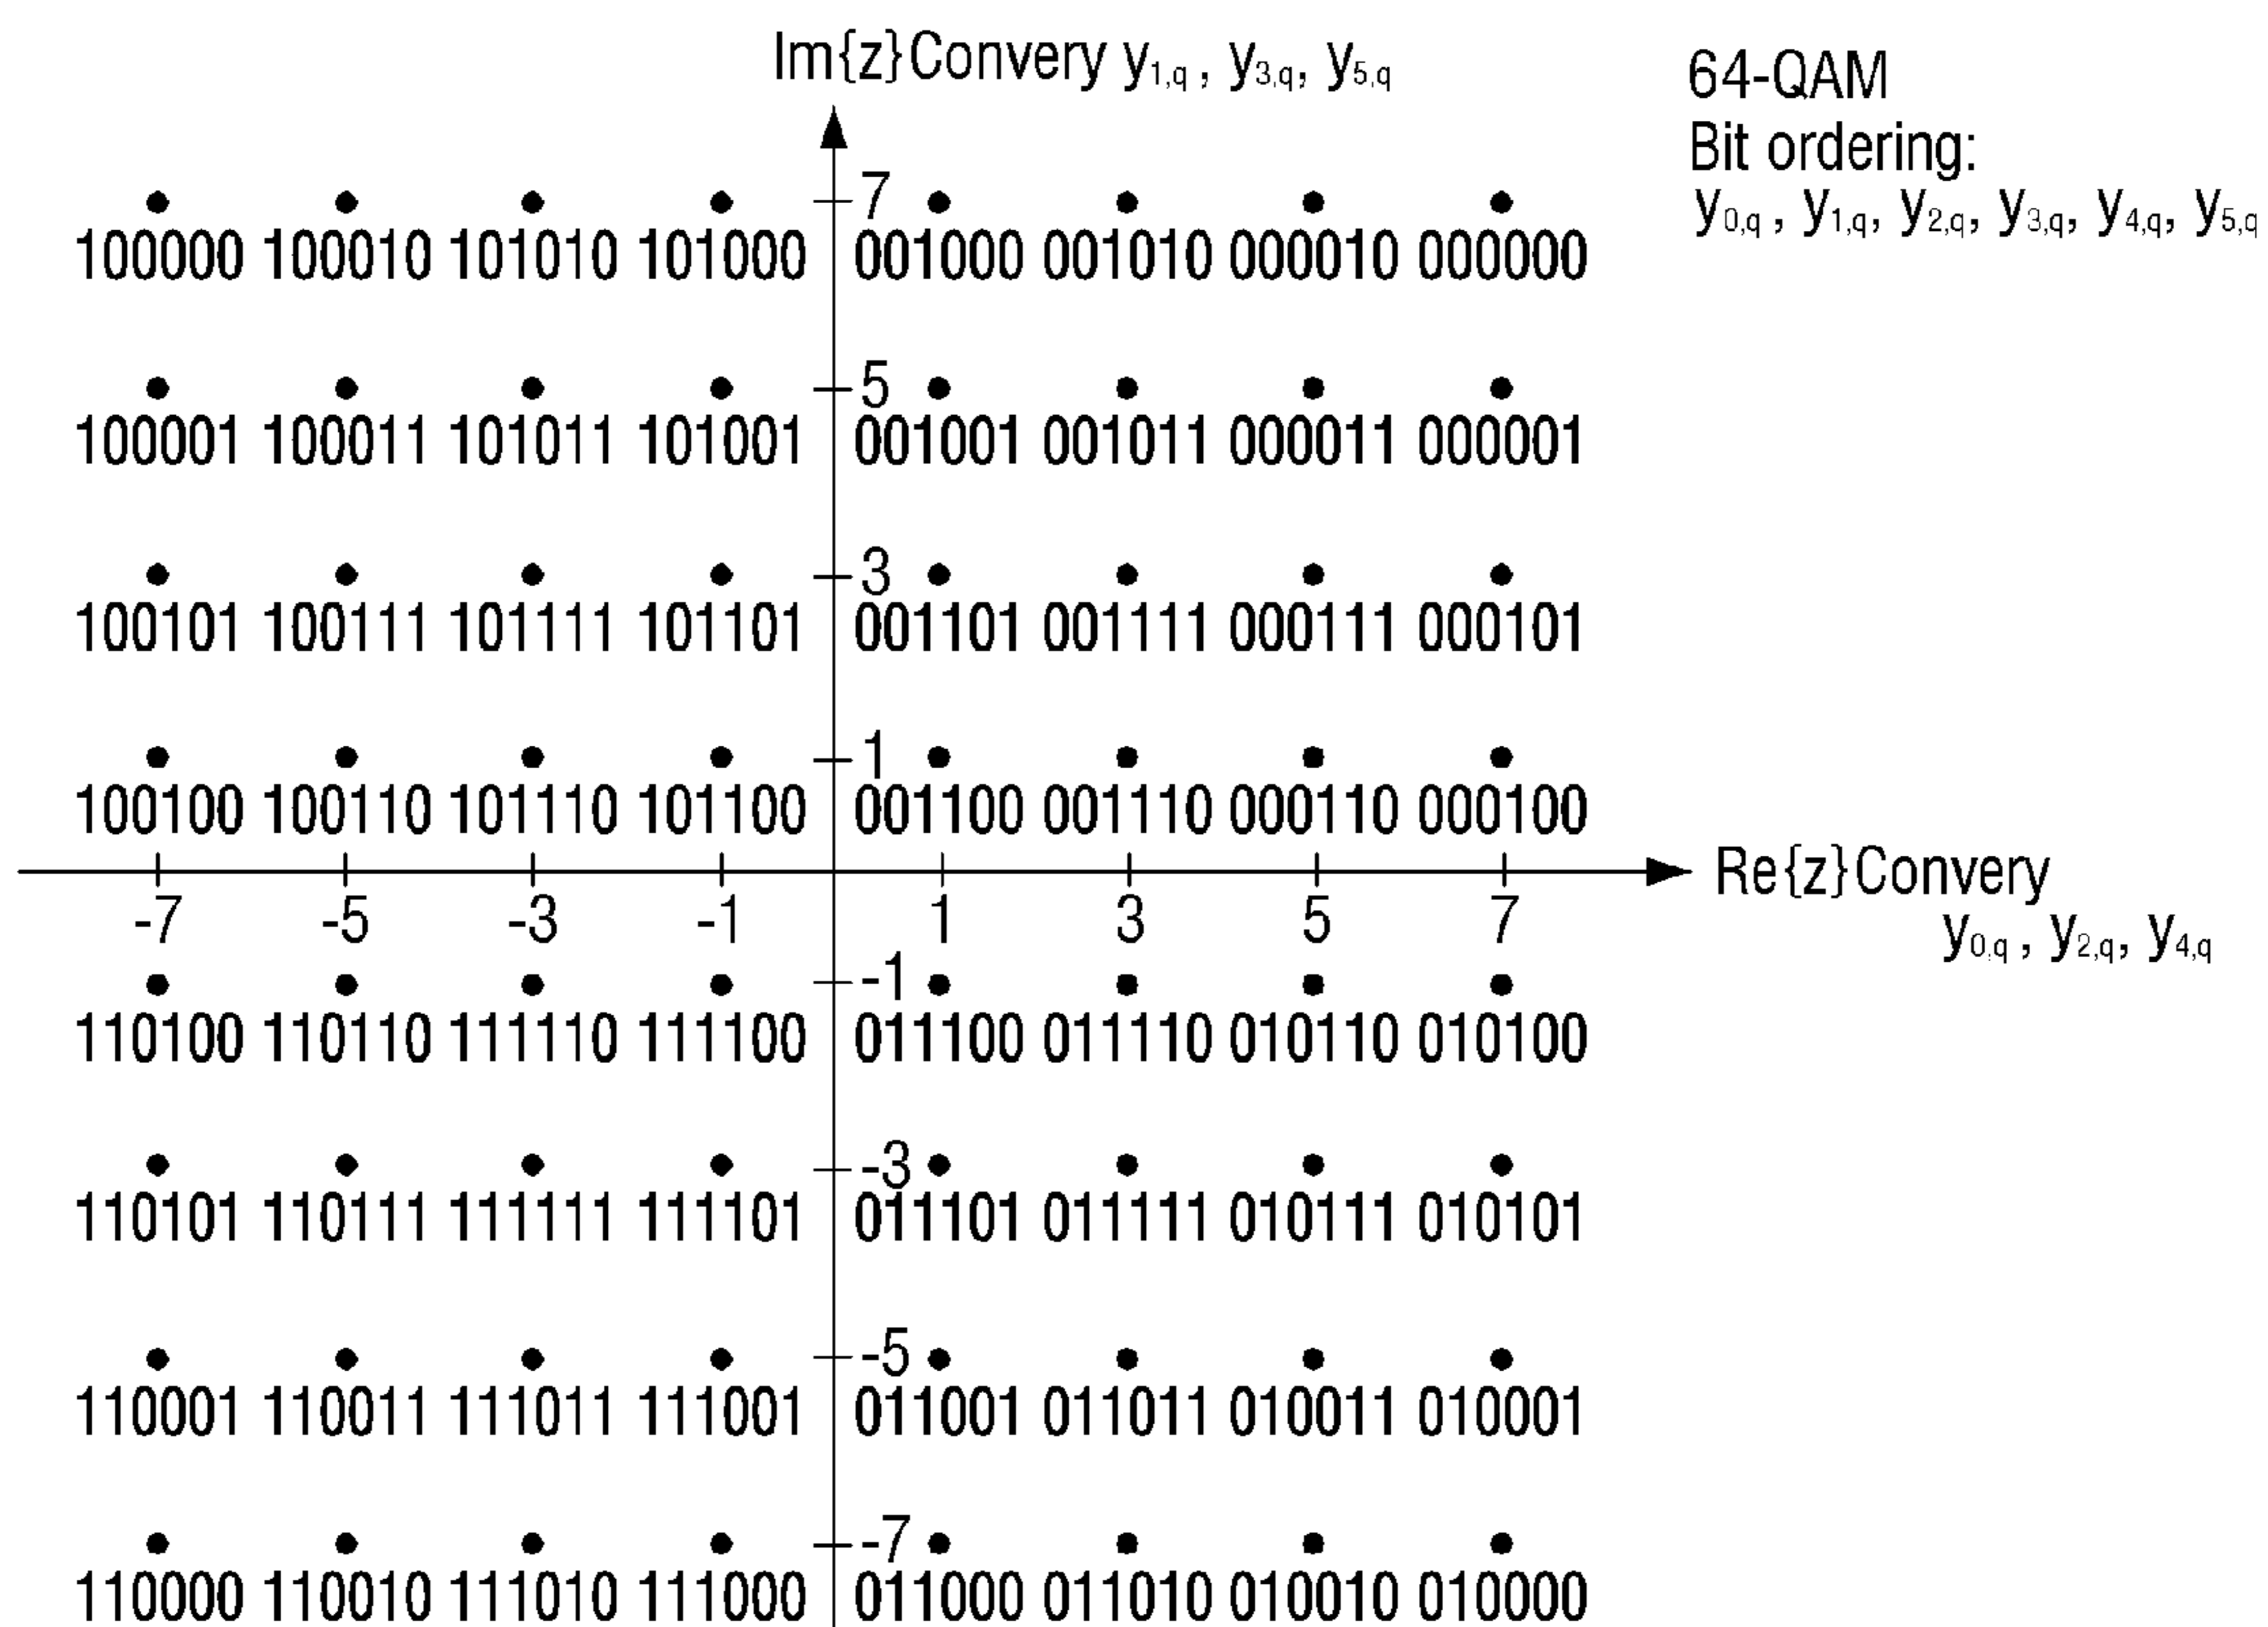 Im{z}Convery y1,q , y3,q, y5,q
64-QAM
Bit ordering:
y0,q , y1,q, y2,q, y3,q, y4,q, y5,q
7
100000 100010 101010 101000 001000 001010 000010 000000
5
100001 100011 101011 101001 001001 001011 000011 000001
3
100101 100111 101111 101101 001101 001111 000111 000101
1
100100 100110 101110 101100 001100 001110 000110 000100
Re{z}Convery
y0,q , y2,q, y4,q
-7 -5 -3 -1 1 3 5 7
-1
110100 110110 111110 111100 011100 011110 010110 010100
-3
110101 110111 111111 111101 011101 011111 010111 010101
-5
110001 110011 111011 111001 011001 011011 010011 010001
-7
110000 110010 111010 111000 011000 011010 010010 010000